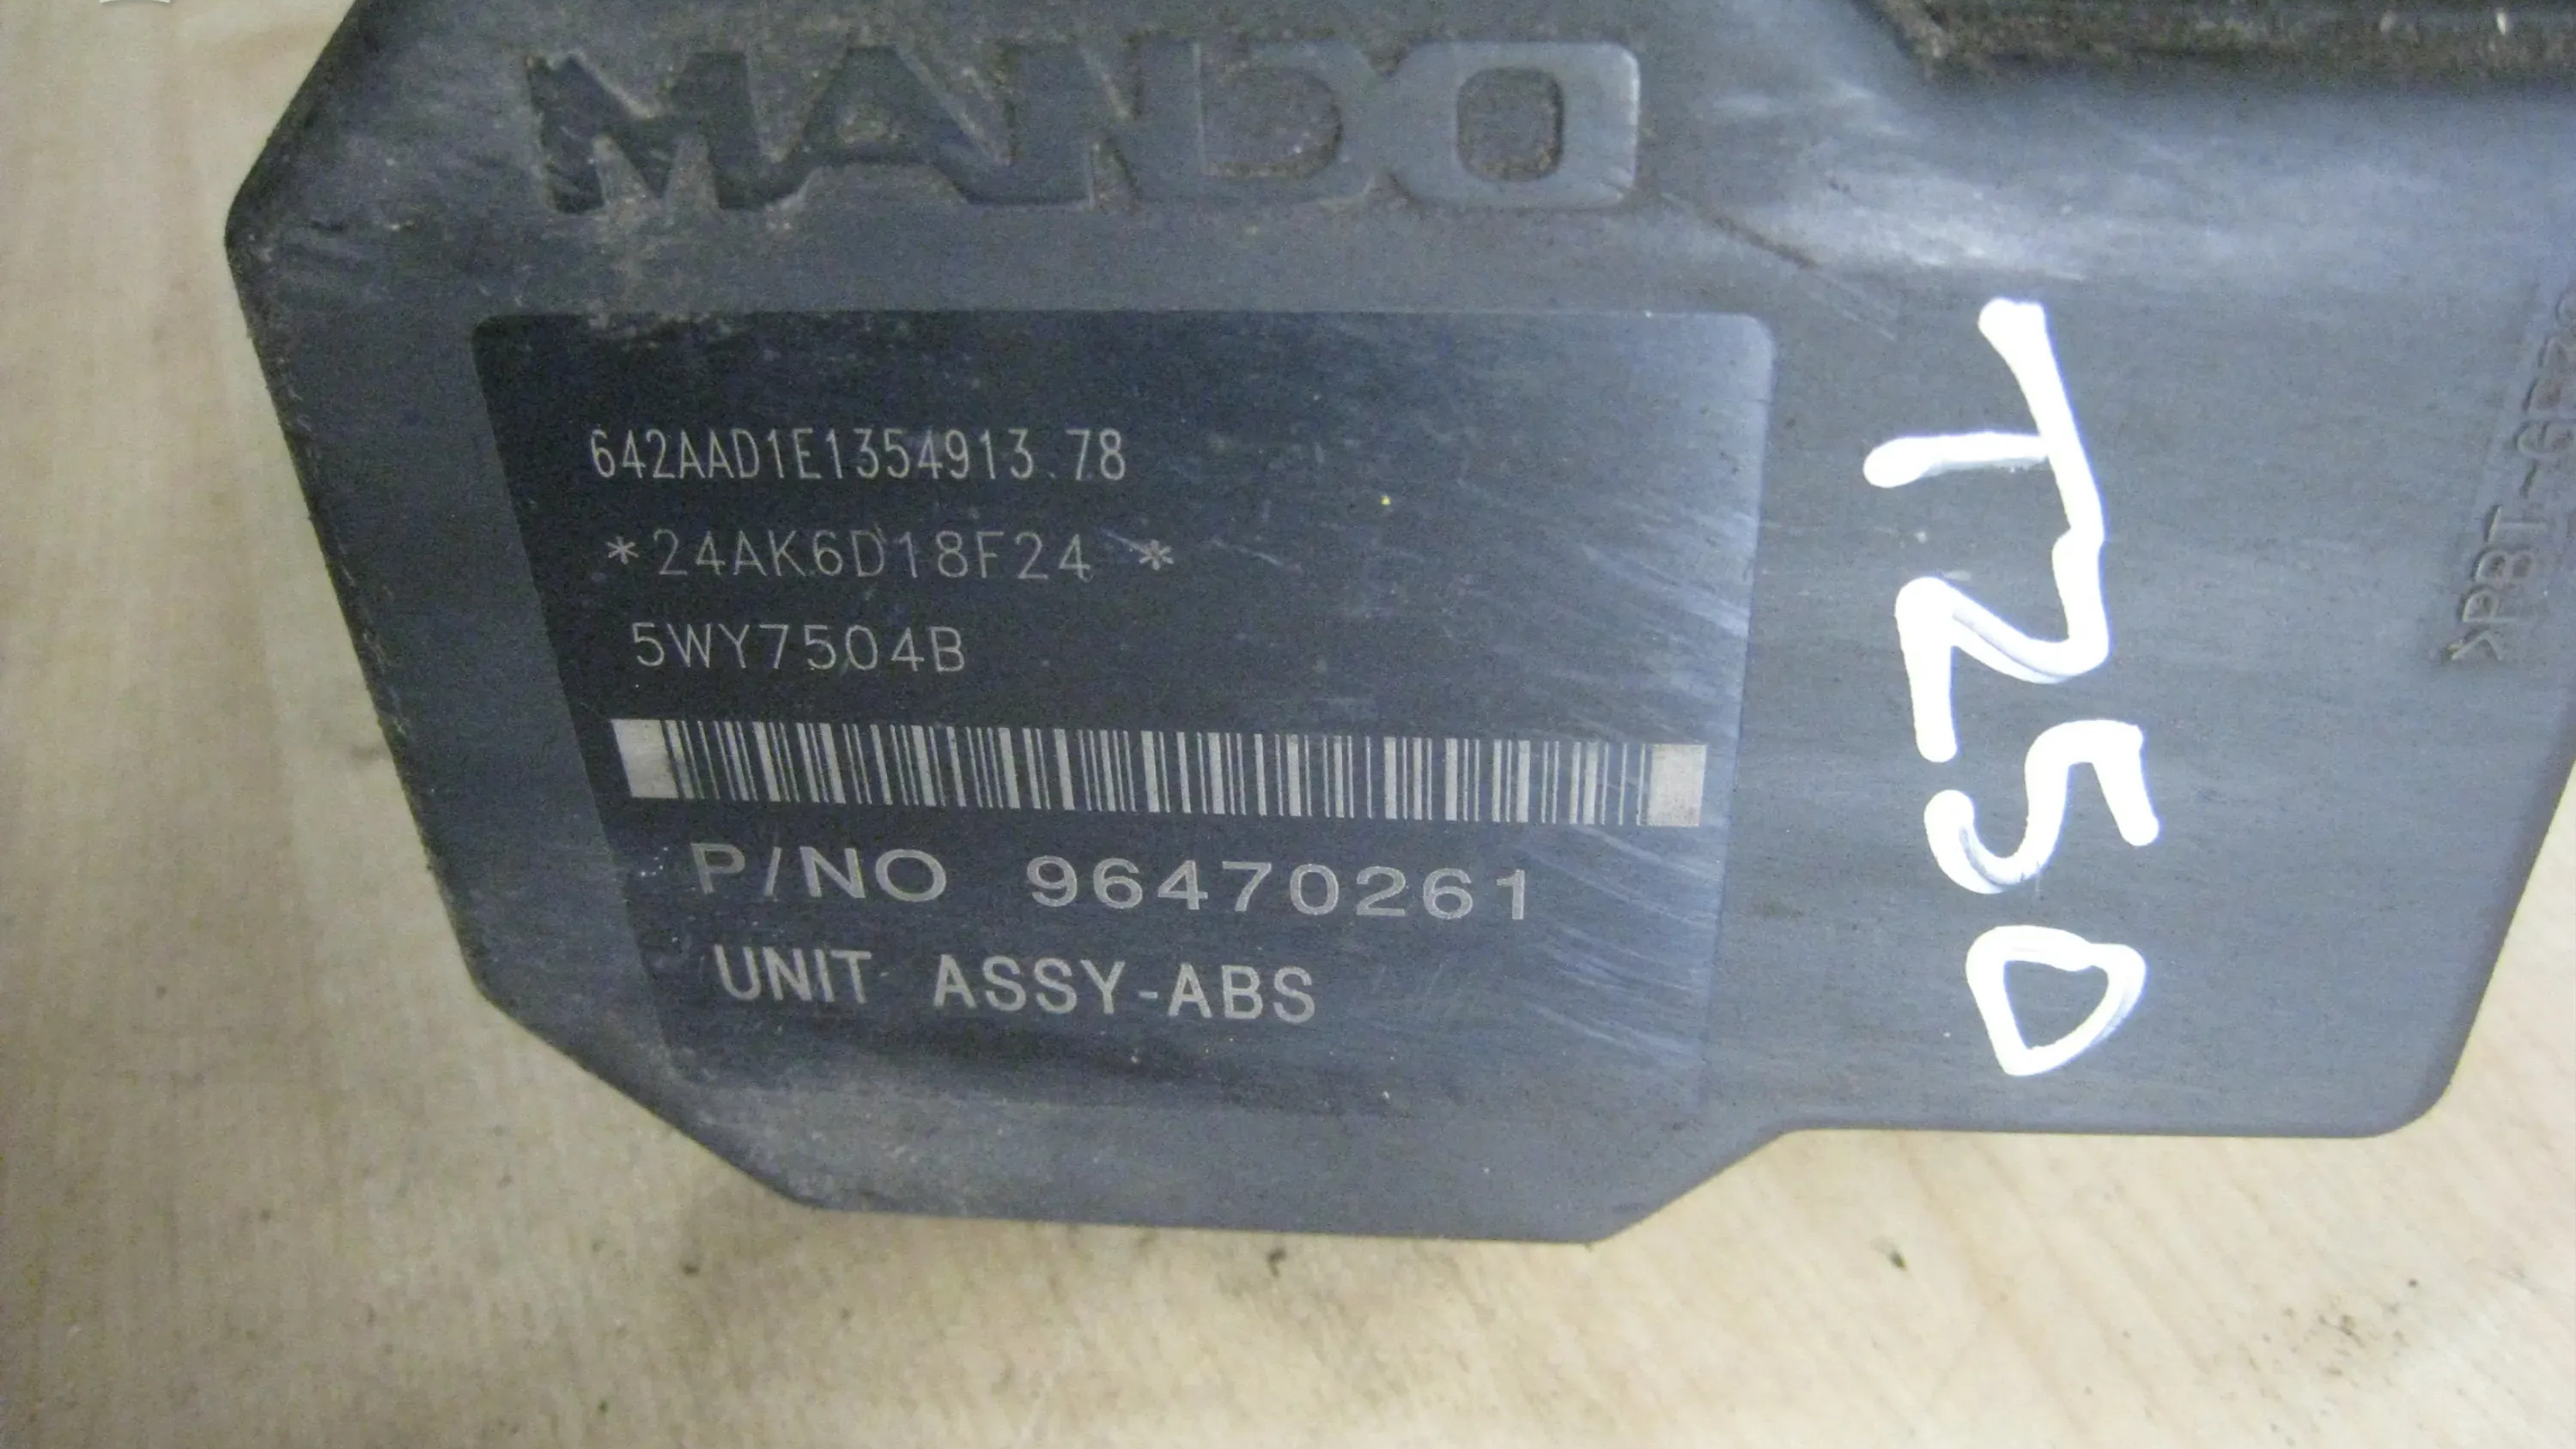 MANDO
642AAD1E1354913.78
*24AK6D18F24 *
5WY7504B
P/NO 96470261
UNIT ASSY-ABS
T250